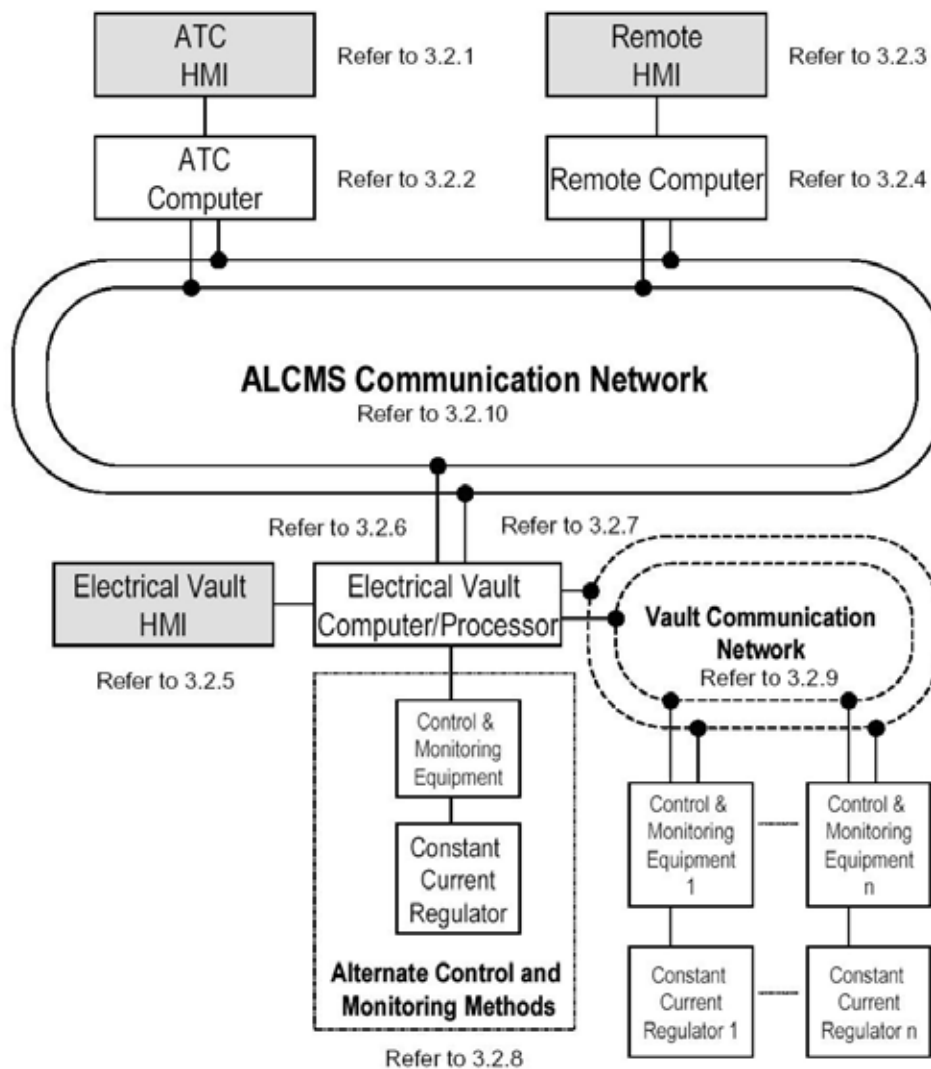 ATC
HMI
Refer to 3.2.1
Remote
HMI
Refer to 3.2.3
ATC
Computer
Refer to 3.2.2
Remote Computer
Refer to 3.2.4
ALCMS Communication Network
Refer to 3.2.10
Refer to 3.2.6
Refer to 3.2.7
Electrical Vault
HMI
Refer to 3.2.5
Electrical Vault
Computer/Processor
Vault Communication
Network
Refer to 3.2.9
Control &
Monitoring
Equipment
Constant
Current
Regulator
Alternate Control and
Monitoring Methods
Refer to 3.2.8
Control &
Monitoring
Equipment
1
Control &
Monitoring
Equipment
n
Constant
Current
Regulator 1
Constant
Current
Regulator n